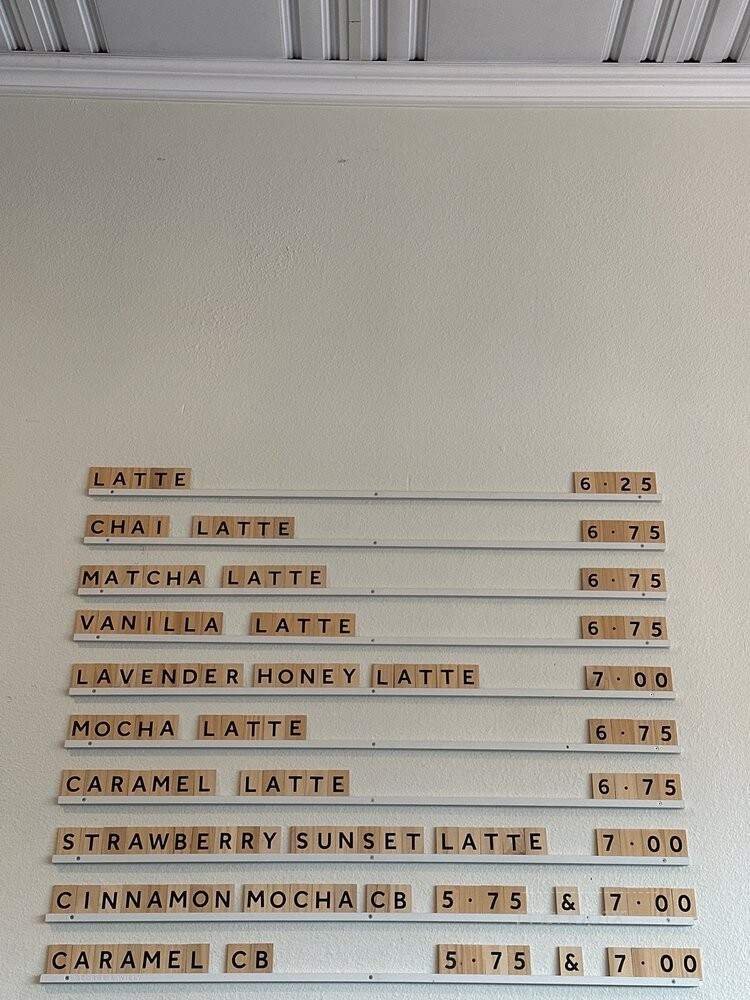 LATTE 6·25
CHAI LATTE 6·75
MATCHA LATTE 6·75
VANILLA LATTE 6·75
LAVENDER HONEY LATTE 7·00
MOCHA LATTE 6·75
CARAMEL LATTE 6·75
STRAWBERRY SUNSET LATTE 7·00
CINNAMON MOCHA CB 5·75 & 7·00
CARAMEL CB 5·75 & 7·00